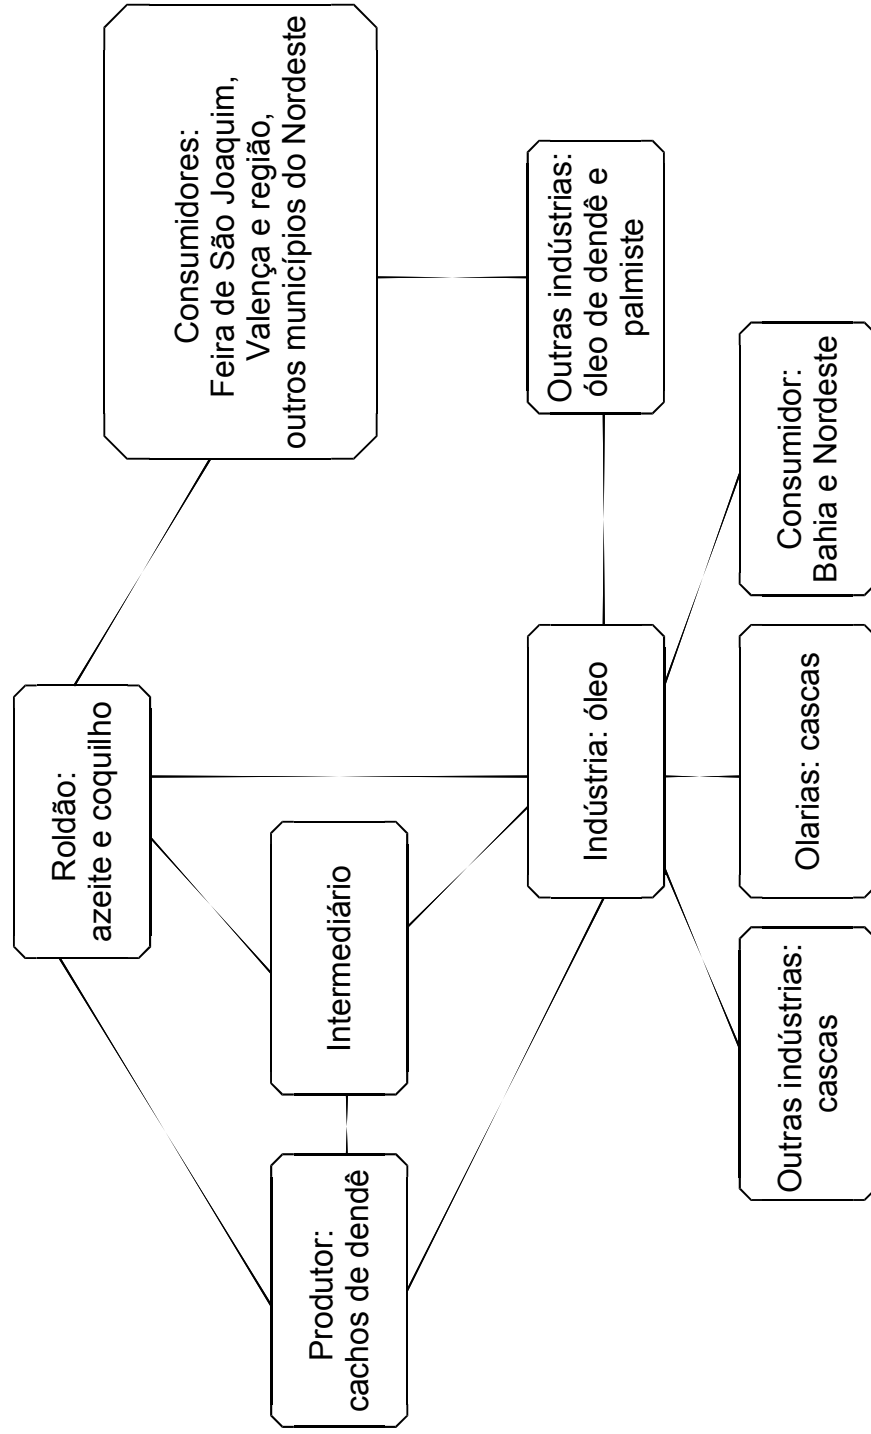 Roldão:
azeite e coquilho
Consumidores:
Feira de São Joaquim,
Valença e região,
outros municípios do Nordeste
Produtor:
cachos de dendê
Intermediário
Indústria: óleo
Outras indústrias:
óleo de dendê e
palmiste
Outras indústrias:
cascas
Olarias: cascas
Consumidor:
Bahia e Nordeste